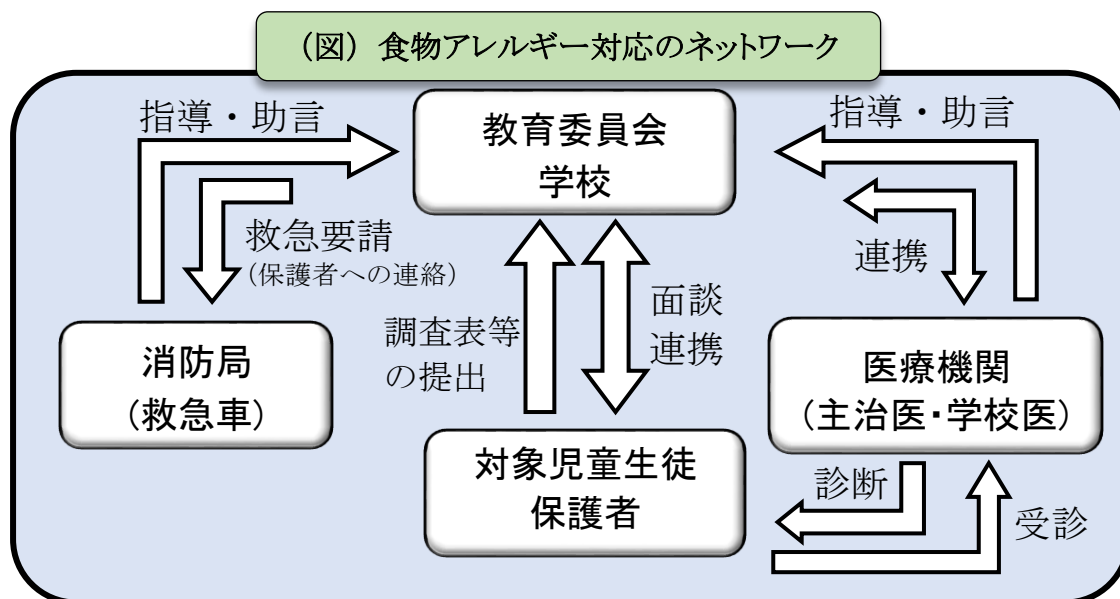 (図) 食物アレルギー対応のネットワーク
指導・助言
教育委員会
学校
指導・助言
救急要請
(保護者への連絡)
連携
調査表等
の提出
面談
連携
消防局
(救急車)
医療機関
(主治医・学校医)
対象児童生徒
保護者
診断
受診